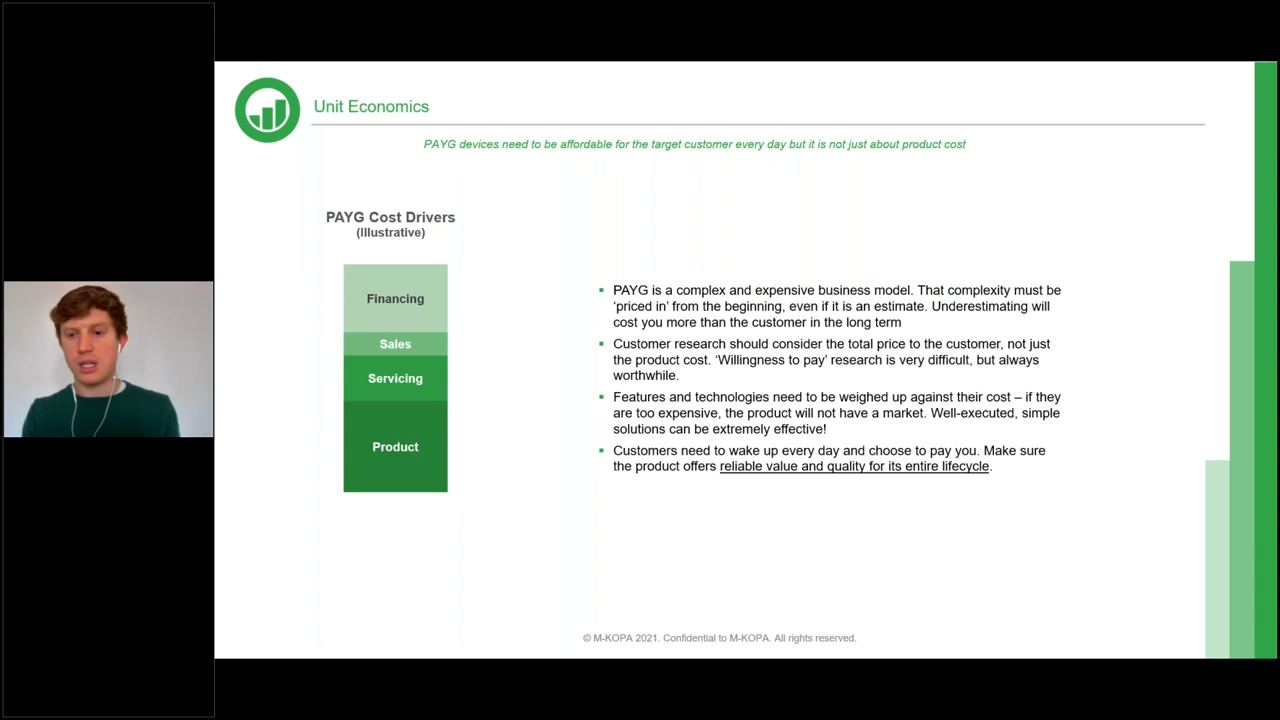 Unit Economics
PAYG devices need to be affordable for the target customer every day but it is not just about product cost
PAYG Cost Drivers
(Illustrative)
Financing
Sales
Servicing
Product
▪ PAYG is a complex and expensive business model. That complexity must be
‘priced in’ from the beginning, even if it is an estimate. Underestimating will
cost you more than the customer in the long term
▪ Customer research should consider the total price to the customer, not just
the product cost. ‘Willingness to pay’ research is very difficult, but always
worthwhile.
▪ Features and technologies need to be weighed up against their cost – if they
are too expensive, the product will not have a market. Well-executed, simple
solutions can be extremely effective!
▪ Customers need to wake up every day and choose to pay you. Make sure
the product offers reliable value and quality for its entire lifecycle.
© M-KOPA 2021. Confidential to M-KOPA. All rights reserved.